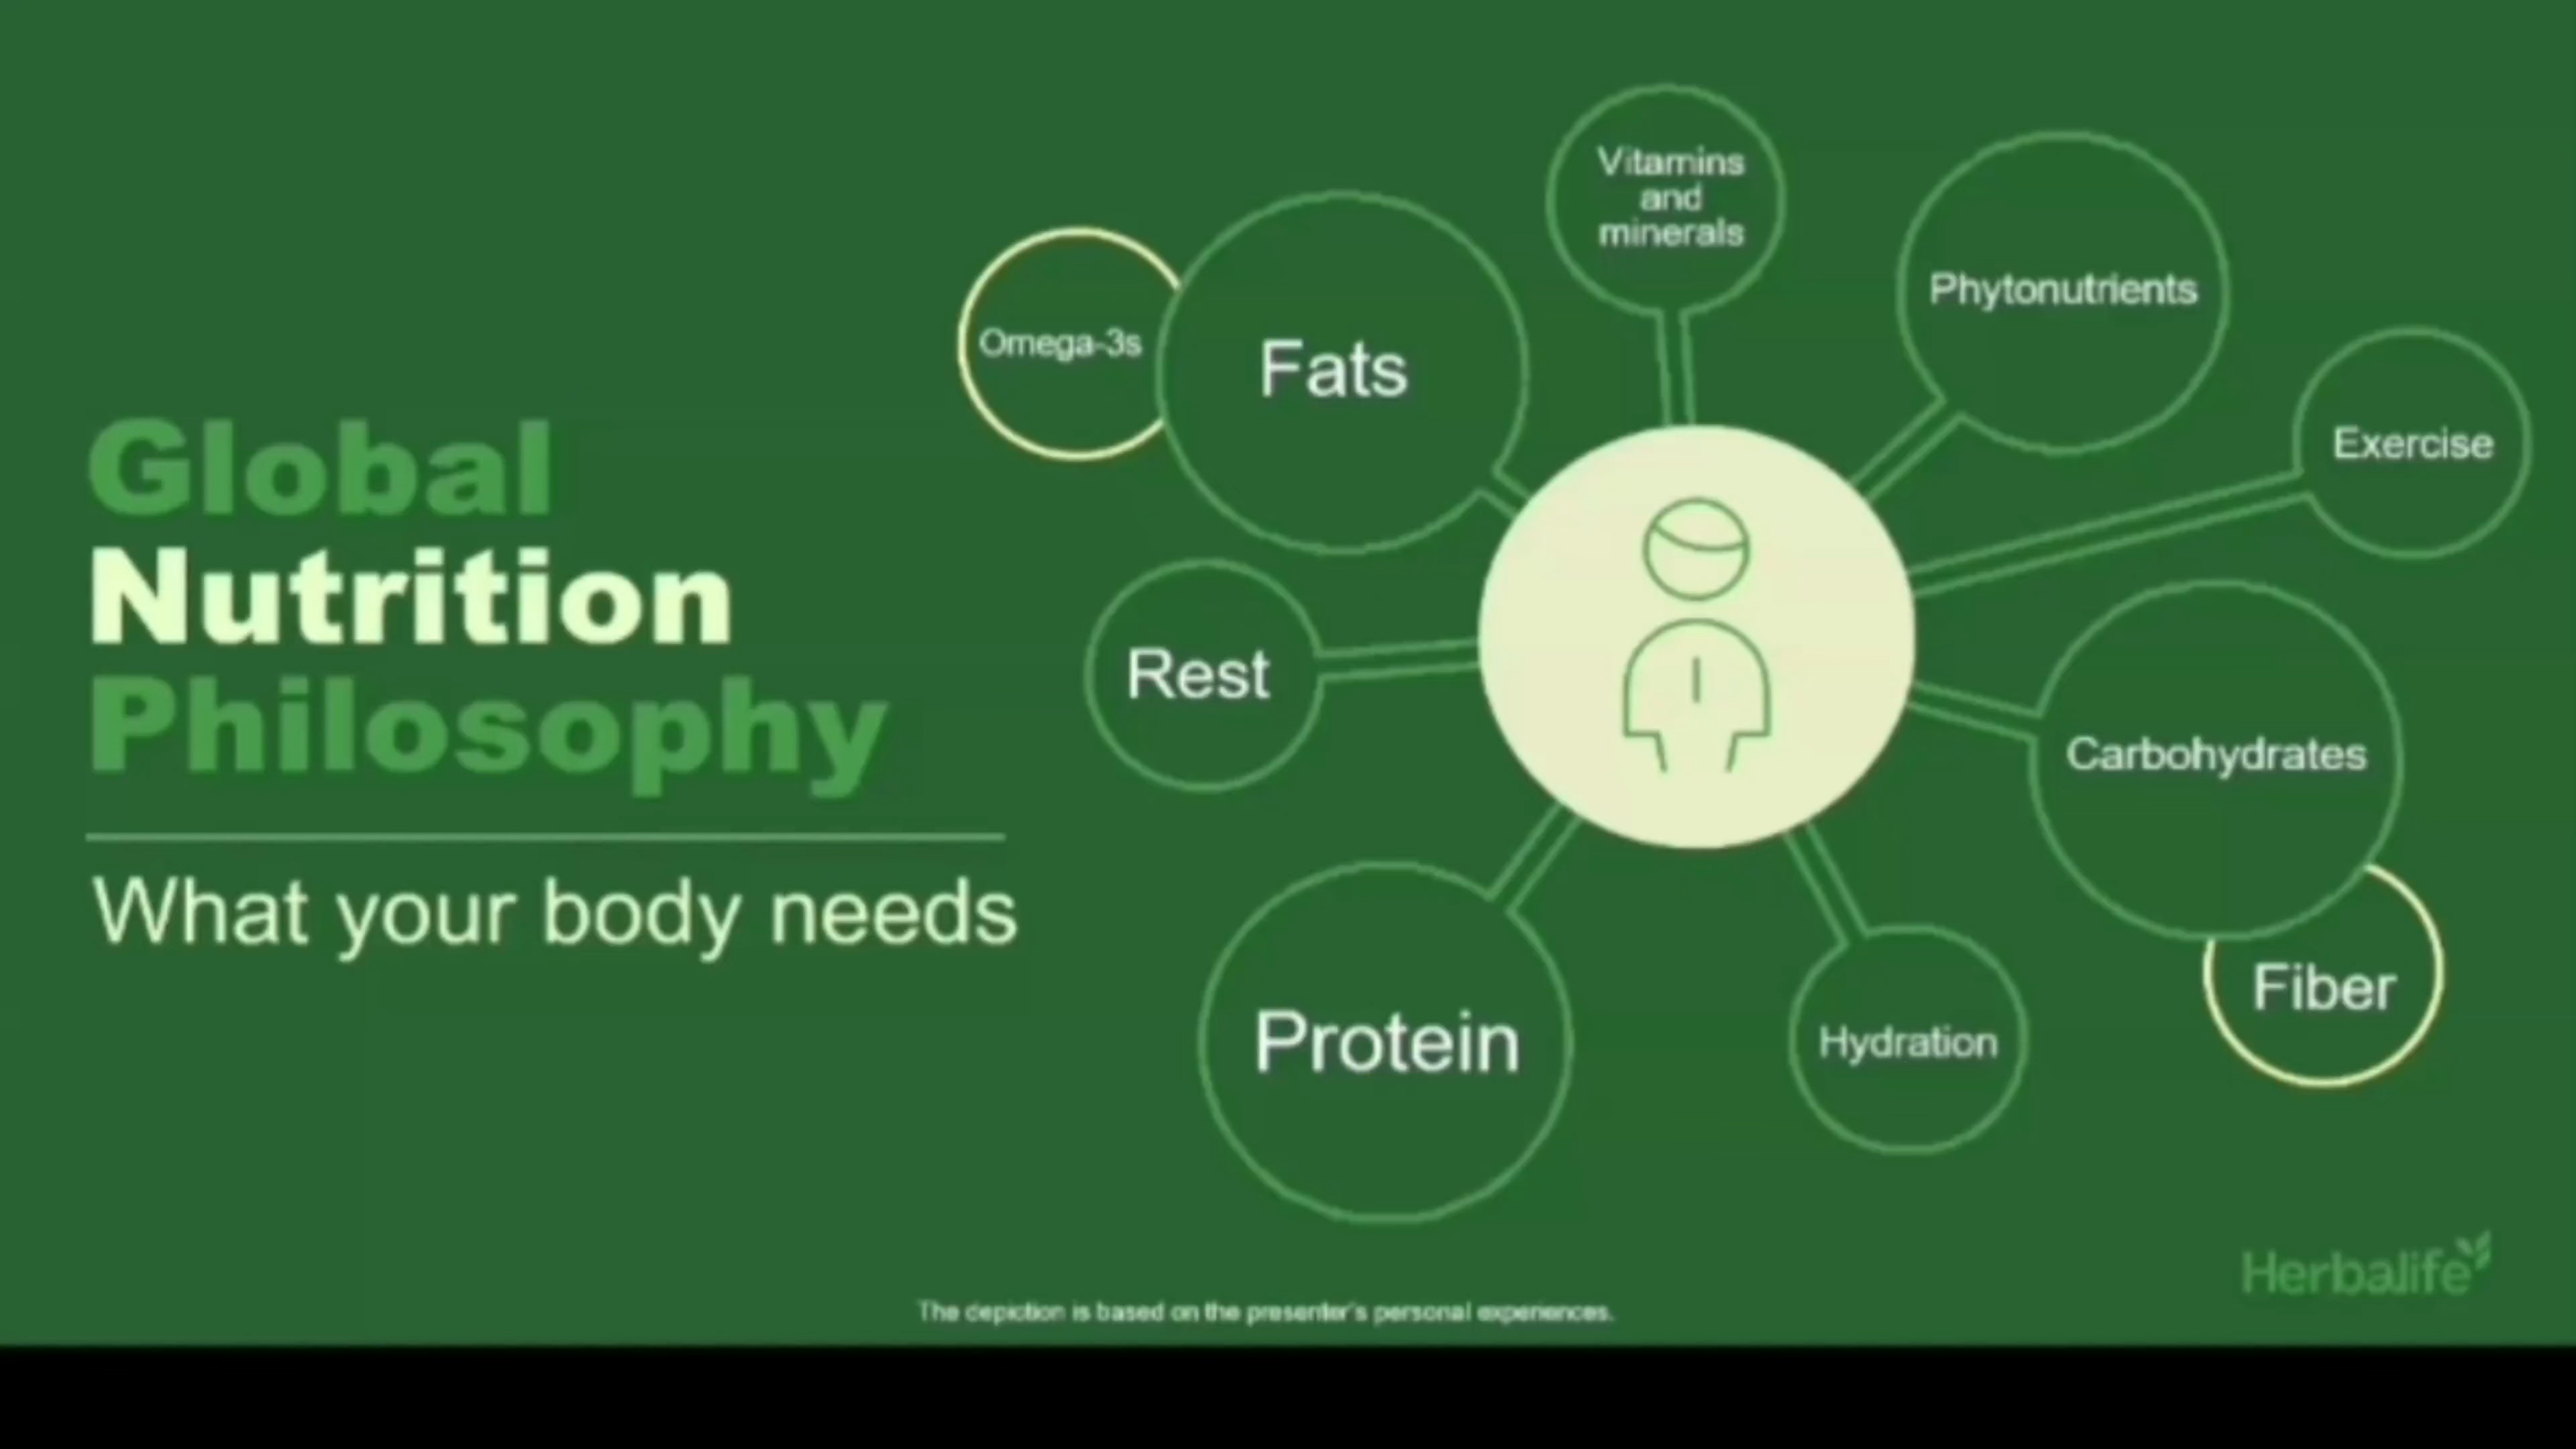 Global
Nutrition
Philosophy
What your body needs
Omega-3s
Fats
Vitamins
and
minerals
Phytonutrients
Exercise
Rest
Carbohydrates
Fiber
Protein
Hydration
Herbalife
The depiction is based on the presenter's personal experiences.